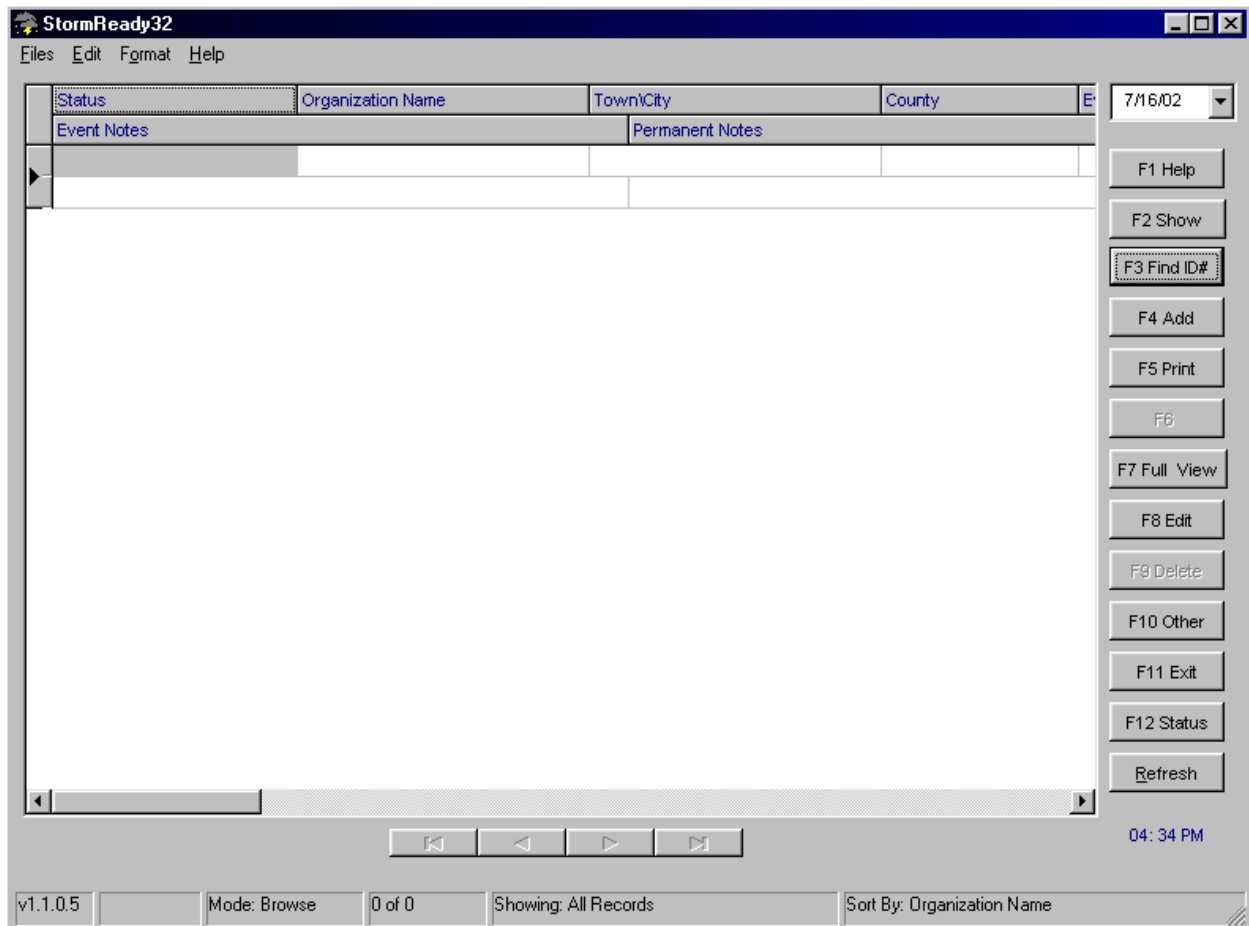 StormReady32
Files Edit Format Help
Status Organization Name Town\City County E
Event Notes Permanent Notes
7/16/02
F1 Help
F2 Show
F3 Find ID#
F4 Add
F5 Print
F6
F7 Full View
F8 Edit
F9 Delete
F10 Other
F11 Exit
F12 Status
Refresh
04:34 PM
v1.1.0.5 Mode: Browse 0 of 0 Showing: All Records Sort By: Organization Name